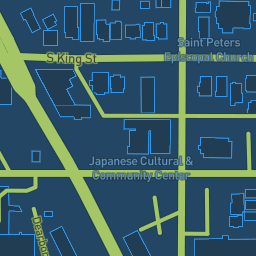 Saint Peters
Episcopal Church
S King St
Japanese Cultural &
Community Center